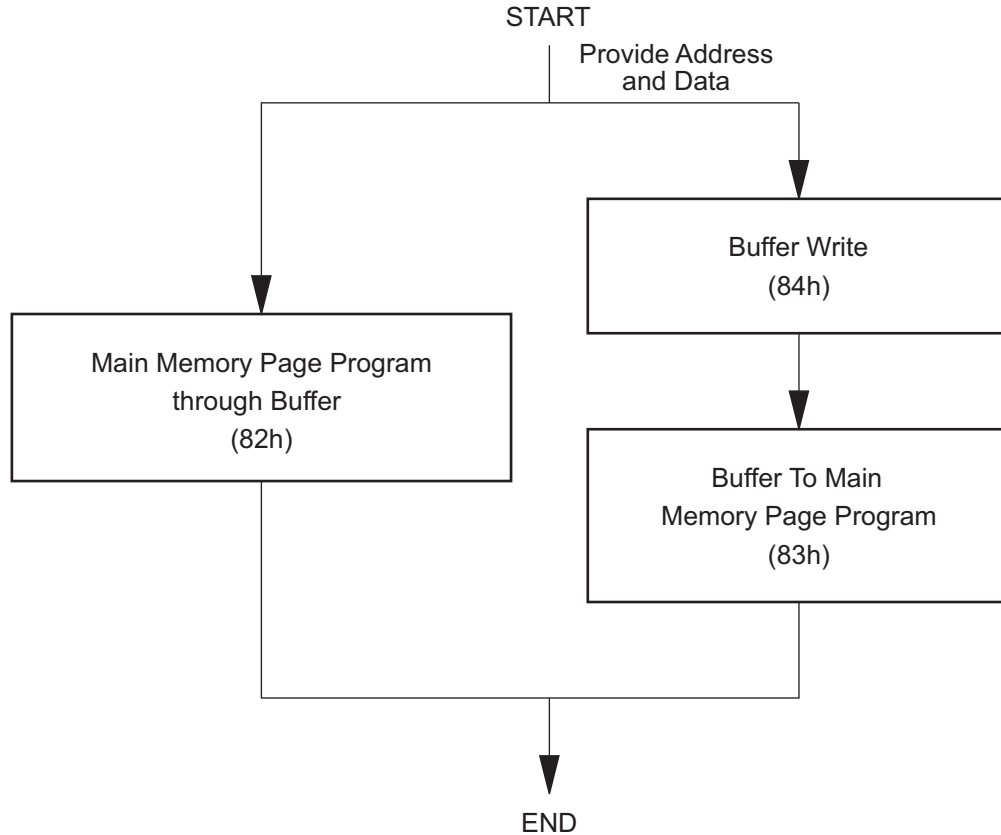 START
Provide Address
and Data
Buffer Write
(84h)
Main Memory Page Program
through Buffer
(82h)
Buffer To Main
Memory Page Program
(83h)
END